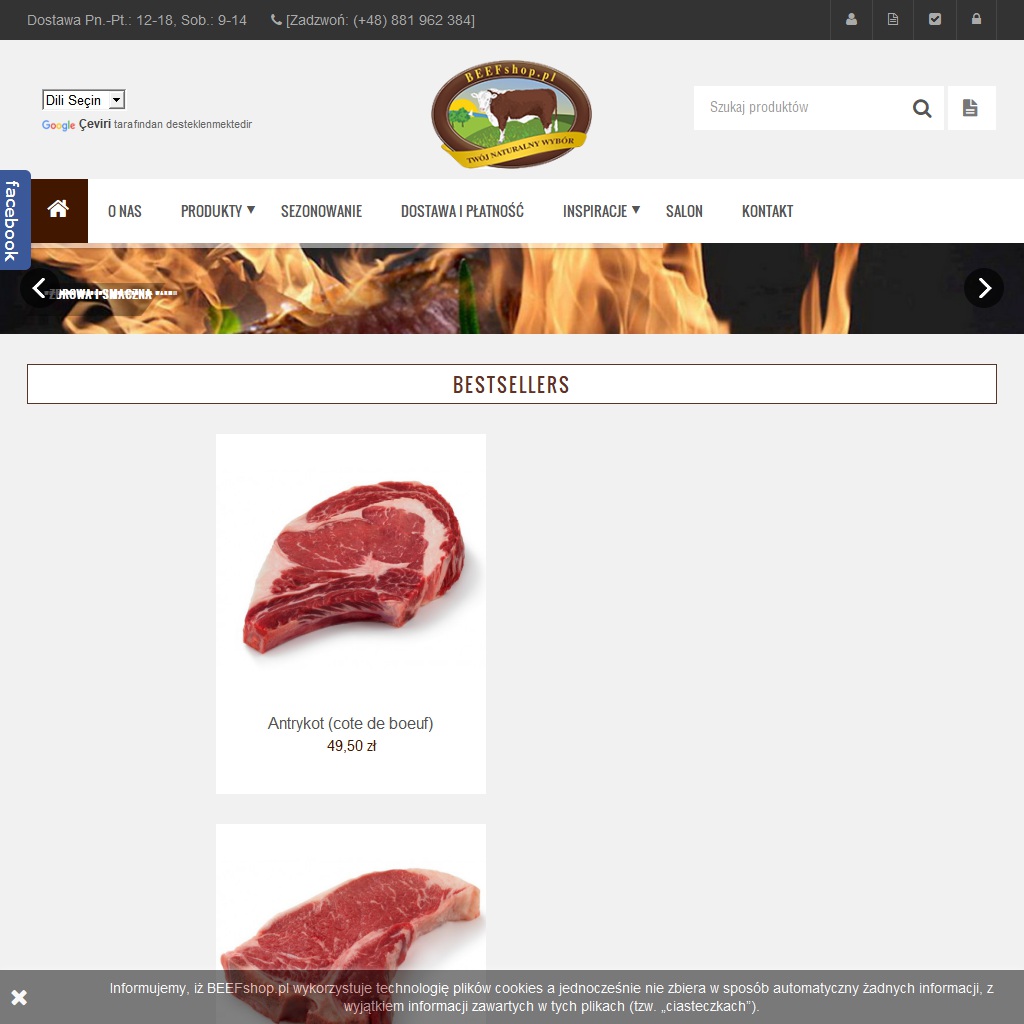 Dostawa Pn.-Pt.: 12-18, Sob.: 9-14
[Zadzwoń: (+48) 881 962 384]
Dili Seçin
Google Çeviri tarafından desteklenmektedir
BEEFshop.pl
TWÓJ NATURALNY WYBÓR
Szukaj produktów
facebook
O NAS
PRODUKTY
SEZONOWANIE
DOSTAWA I PŁATNOŚĆ
INSPIRACJE
SALON
KONTAKT
ZDROWA I SMACZNA
BESTSELLERS
Antrykot (cote de boeuf)
49,50 zł
Informujemy, iż BEEFshop.pl wykorzystuje technologię plików cookies a jednocześnie nie zbiera w sposób automatyczny żadnych informacji, z
wyjątkiem informacji zawartych w tych plikach (tzw. „ciasteczkach”).